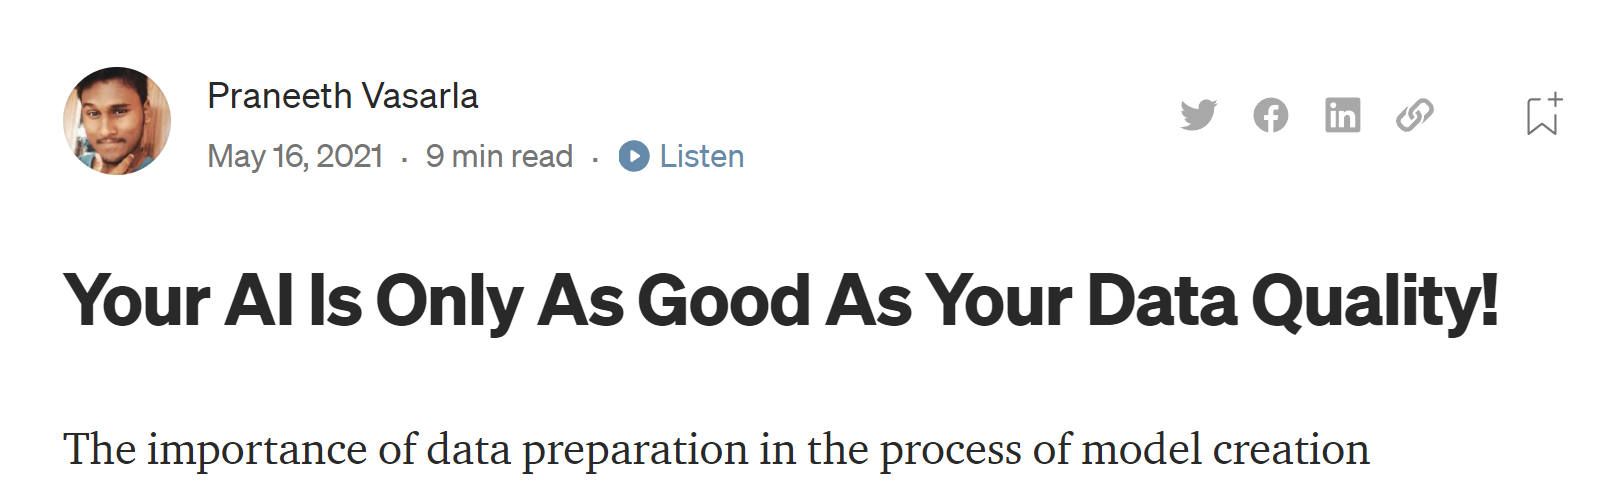 Praneeth Vasarla
May 16, 2021 · 9 min read · Listen
in
Your AI Is Only As Good As Your Data Quality!
The importance of data preparation in the process of model creation